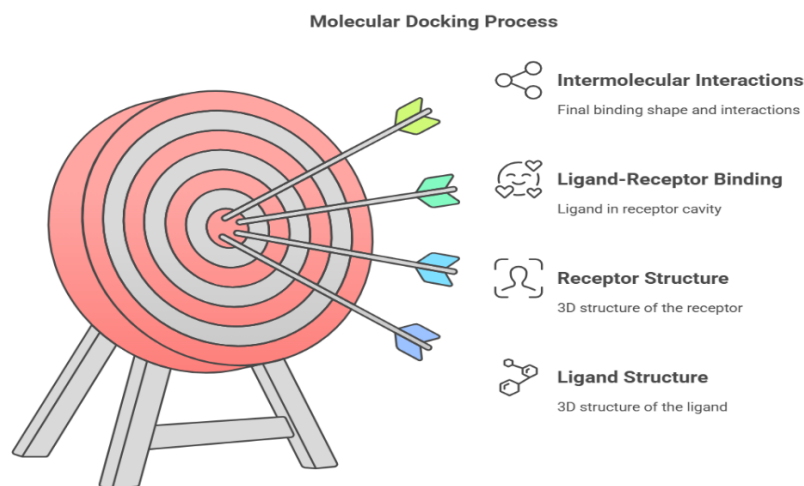 Molecular Docking Process
Intermolecular Interactions
Final binding shape and interactions
Ligand-Receptor Binding
Ligand in receptor cavity
Receptor Structure
3D structure of the receptor
Ligand Structure
3D structure of the ligand